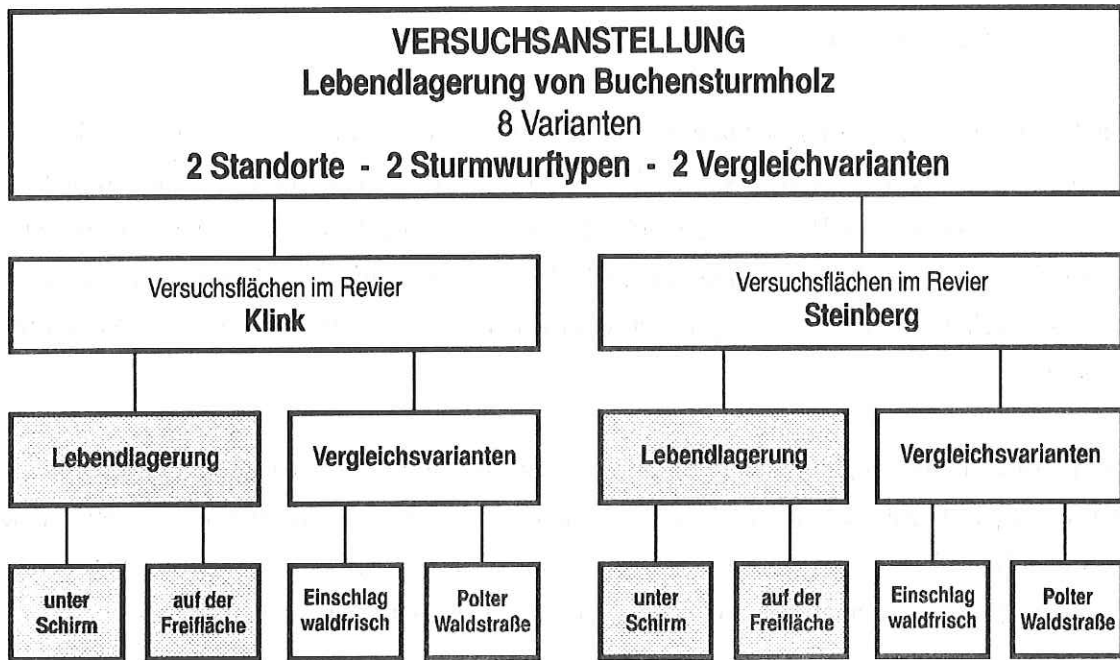 VERSUCHSANSTELLUNG
Lebendlagerung von Buchensturmholz
8 Varianten
2 Standorte - 2 Sturmwurftypen - 2 Vergleichvarianten
Versuchsflächen im Revier
Klink
Versuchsflächen im Revier
Steinberg
Lebendlagerung
Vergleichsvarianten
Lebendlagerung
Vergleichsvarianten
unter
Schirm
auf der
Freifläche
Einschlag
waldfrisch
Polter
Waldstraße
unter
Schirm
auf der
Freifläche
Einschlag
waldfrisch
Polter
Waldstraße